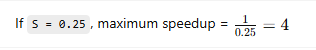 If S = 0.25, maximum speedup = 1/0.25 = 4